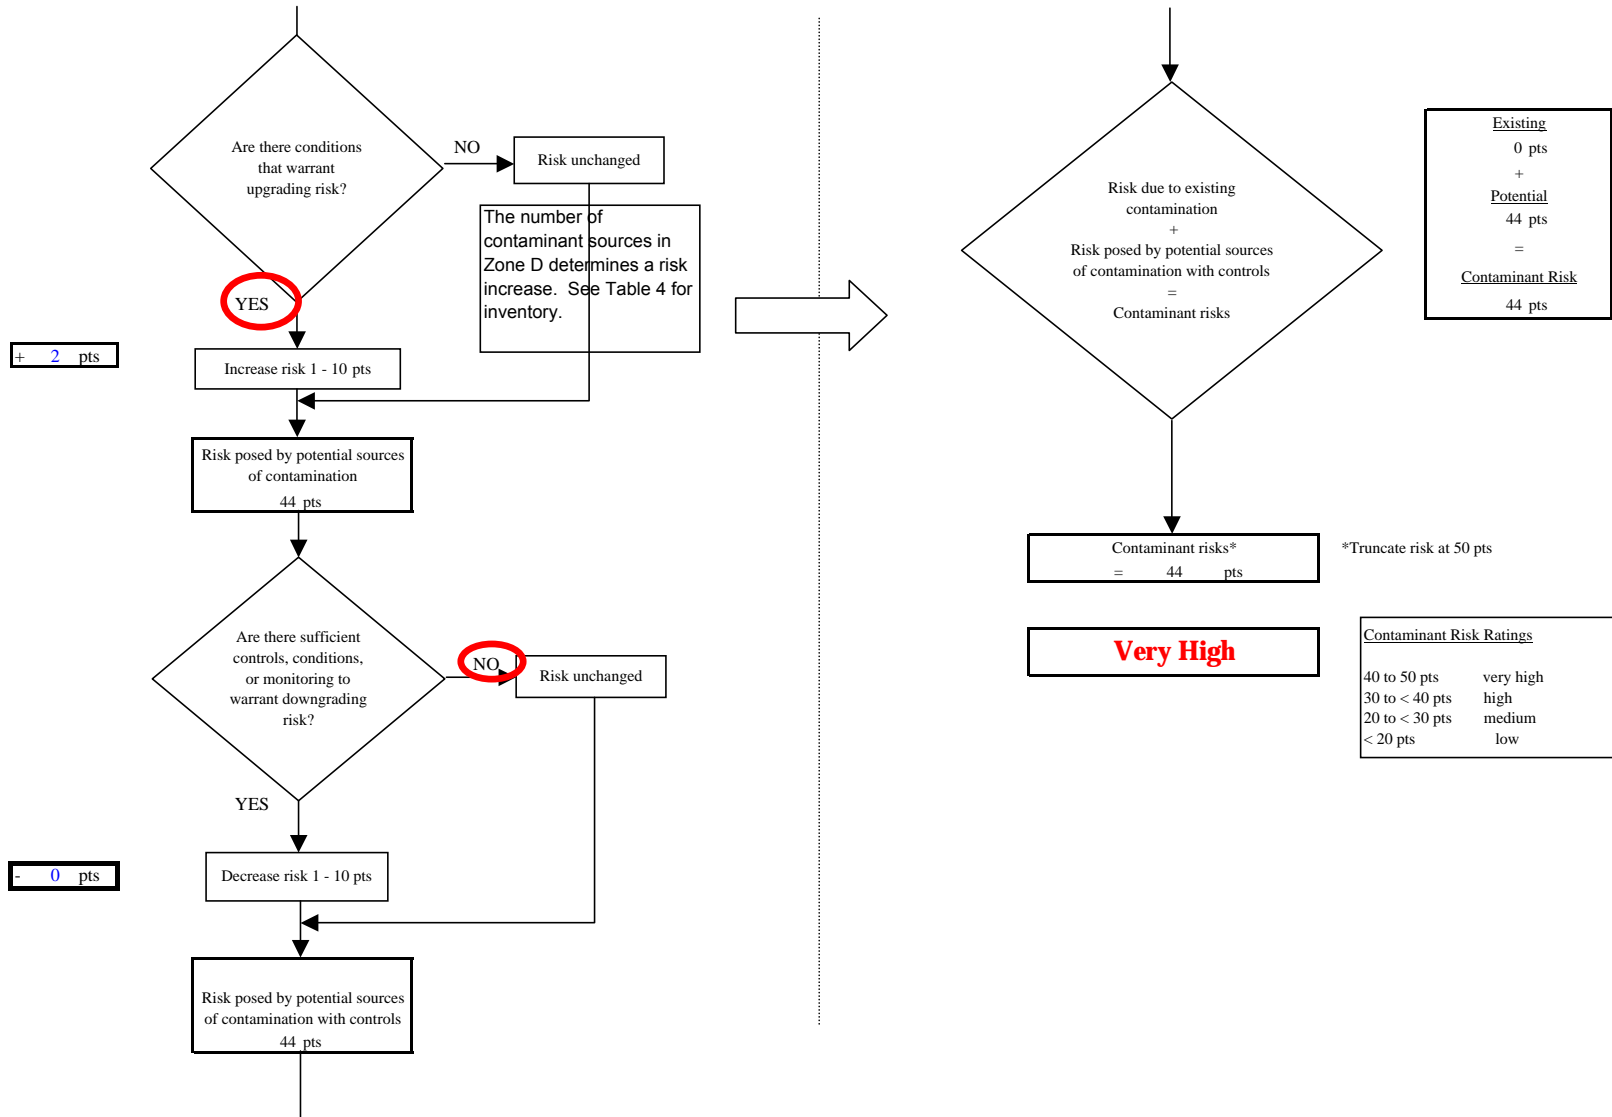 Are there conditions
that warrant
upgrading risk?
NO
Risk unchanged
The number of
contaminant sources in
Zone D determines a risk
increase.  See Table 4 for
inventory.
YES
+ 2 pts
Increase risk 1 - 10 pts
Risk posed by potential sources
of contamination
44 pts
Are there sufficient
controls, conditions,
or monitoring to
warrant downgrading
risk?
NO
Risk unchanged
YES
- 0 pts
Decrease risk 1 - 10 pts
Risk posed by potential sources
of contamination with controls
44 pts
Risk due to existing
contamination
+
Risk posed by potential sources
of contamination with controls
=
Contaminant risks
Existing
0 pts
+
Potential
44 pts
=
Contaminant Risk
44 pts
Contaminant risks*
= 44 pts
*Truncate risk at 50 pts
Very High
Contaminant Risk Ratings
40 to 50 pts very high
30 to < 40 pts high
20 to < 30 pts medium
< 20 pts low